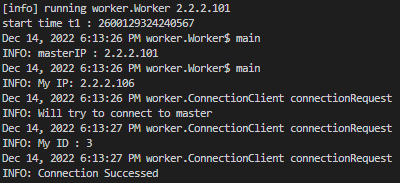 [info] running worker.Worker 2.2.2.101
start time t1 : 2600129324240567
Dec 14, 2022 6:13:26 PM worker.Worker$ main
INFO: masterIP : 2.2.2.101
Dec 14, 2022 6:13:26 PM worker.Worker$ main
INFO: My IP: 2.2.2.106
Dec 14, 2022 6:13:26 PM worker.ConnectionClient connectionRequest
INFO: Will try to connect to master
Dec 14, 2022 6:13:27 PM worker.ConnectionClient connectionRequest
INFO: My ID : 3
Dec 14, 2022 6:13:27 PM worker.ConnectionClient connectionRequest
INFO: Connection Successed